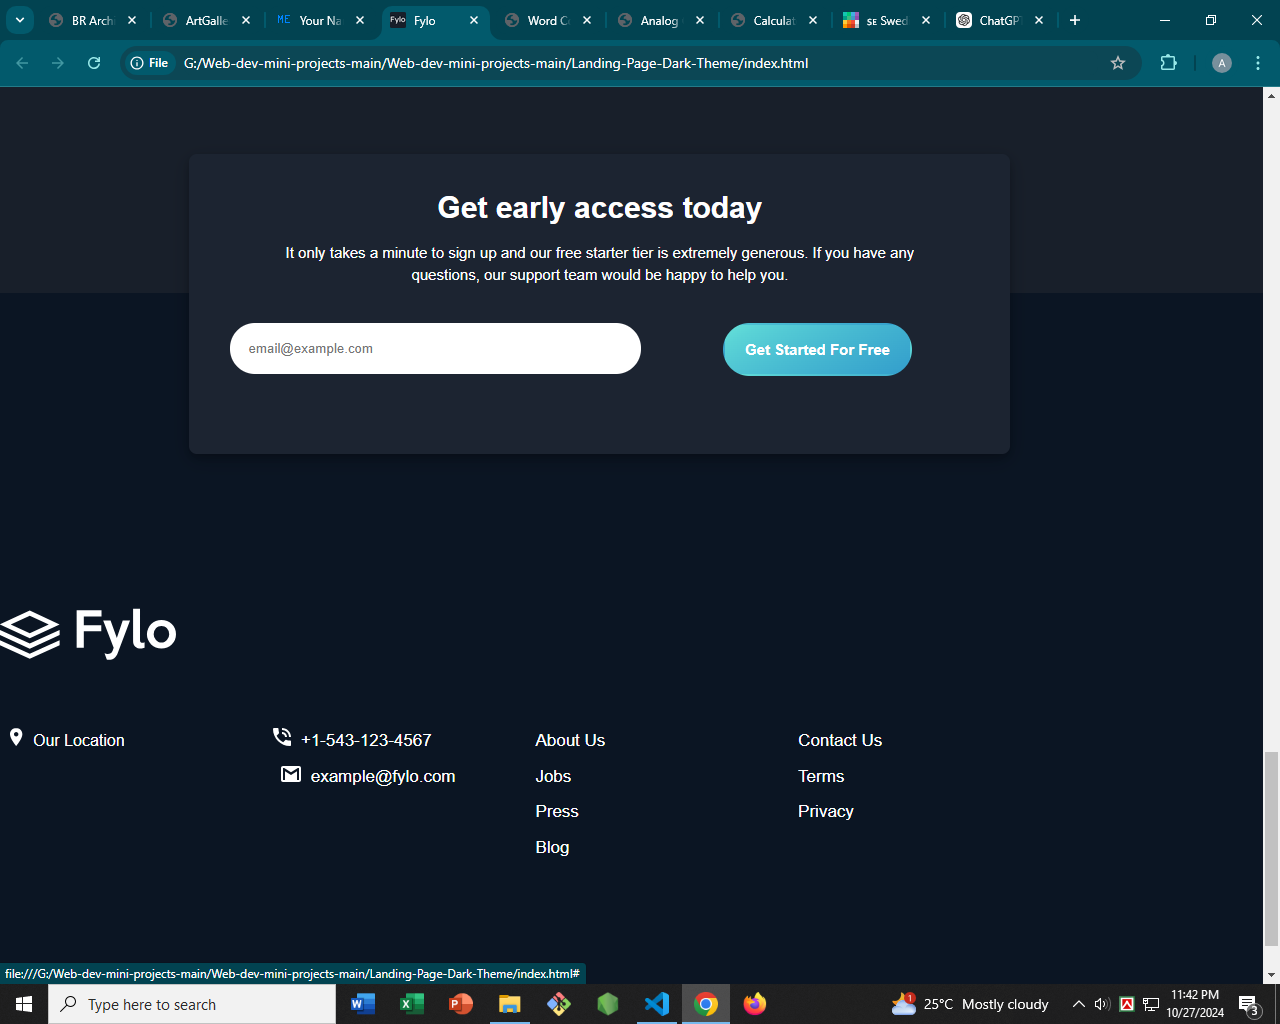 BR Archi
ArtGalle
ME Your Na
Fylo Fylo
Word Co
Analog
Calculat
SE Swed
ChatGP
File G:/Web-dev-mini-projects-main/Web-dev-mini-projects-main/Landing-Page-Dark-Theme/index.html
A
Get early access today
It only takes a minute to sign up and our free starter tier is extremely generous. If you have any
questions, our support team would be happy to help you.
email@example.com
Get Started For Free
Fylo
Our Location
+1-543-123-4567
example@fylo.com
About Us
Jobs
Press
Blog
Contact Us
Terms
Privacy
file:///G:/Web-dev-mini-projects-main/Web-dev-mini-projects-main/Landing-Page-Dark-Theme/index.html#
Type here to search
1
25°C Mostly cloudy
11:42 PM
10/27/2024
3